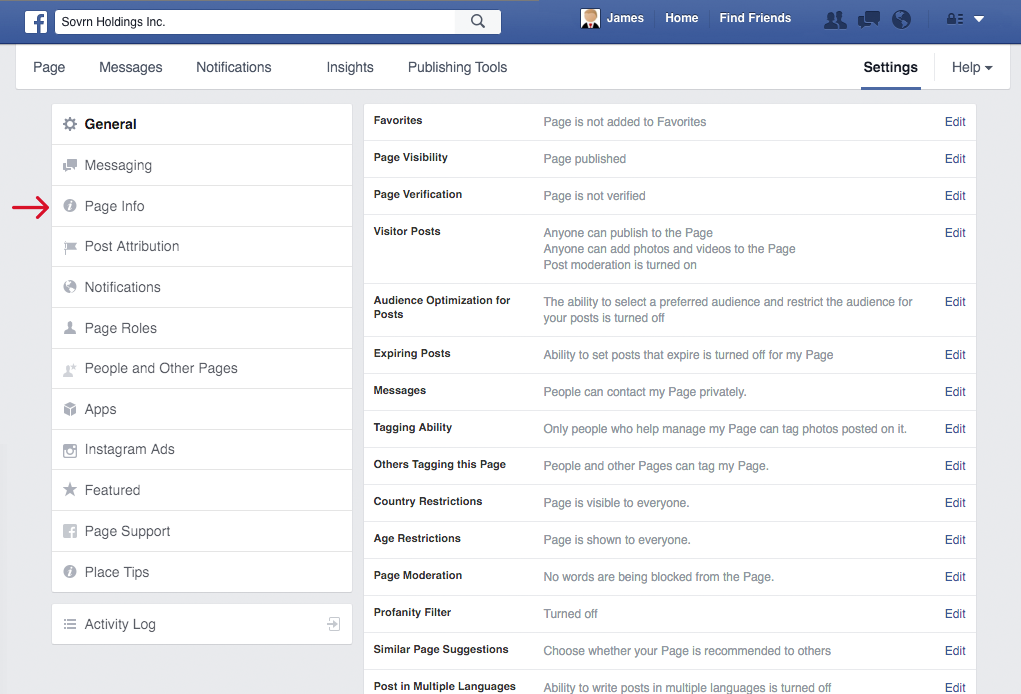 Sovrn Holdings Inc.
James Home Find Friends
Page Messages Notifications Insights Publishing Tools Settings Help
General
Messaging
Page Info
Post Attribution
Notifications
Page Roles
People and Other Pages
Apps
Instagram Ads
Featured
Page Support
Place Tips
Activity Log
Favorites Page is not added to Favorites Edit
Page Visibility Page published Edit
Page Verification Page is not verified Edit
Visitor Posts Anyone can publish to the Page Edit
Anyone can add photos and videos to the Page
Post moderation is turned on
Audience Optimization for The ability to select a preferred audience and restrict the audience for Edit
Posts your posts is turned off
Expiring Posts Ability to set posts that expire is turned off for my Page Edit
Messages People can contact my Page privately. Edit
Tagging Ability Only people who help manage my Page can tag photos posted on it. Edit
Others Tagging this Page People and other Pages can tag my Page. Edit
Country Restrictions Page is visible to everyone. Edit
Age Restrictions Page is shown to everyone. Edit
Page Moderation No words are being blocked from the Page. Edit
Profanity Filter Turned off Edit
Similar Page Suggestions Choose whether your Page is recommended to others Edit
Post in Multiple Languages Ability to write posts in multiple languages is turned off Edit